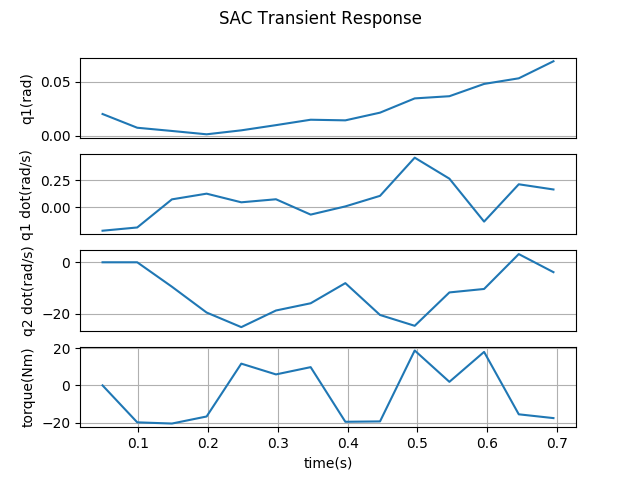 SAC Transient Response
q1(rad)
0.05
0.00
q1 dot(rad/s)
0.25
0.00
q2 dot(rad/s)
0
−20
torque(Nm)
20
0
−20
0.1 0.2 0.3 0.4 0.5 0.6 0.7
time(s)